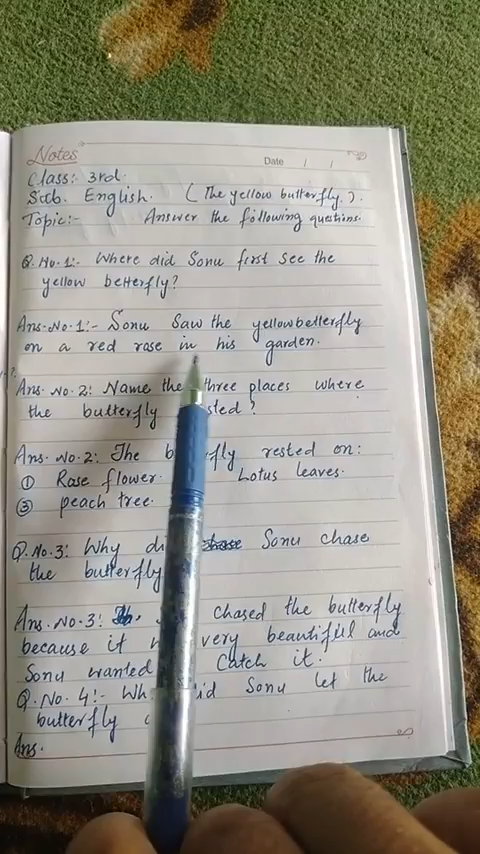 Notes
Date / /
Class:- 3rd.
Sub. English. (The yellow butterfly.).
Topic:- Answer the following questions.
Q.No.1:- Where did Sonu first see the
yellow betterfly?
Ans.No.1:- Sonu Saw the yellowbetterfly
on a red rose in his garden.
Ans. No.2: Name the three places where
the butterfly sted?
Ans. No.2: The b fly rested on:
① Rose flower. Lotus leaves.
③ peach tree.
Q.No.3: Why di Sonu chase
the butterfly
Ans.No.3: chased the butterfly
because it very beautiful and
Sonu wanted Catch it.
Q.No.4:- Wh did Sonu let the
butterfly
Ans.